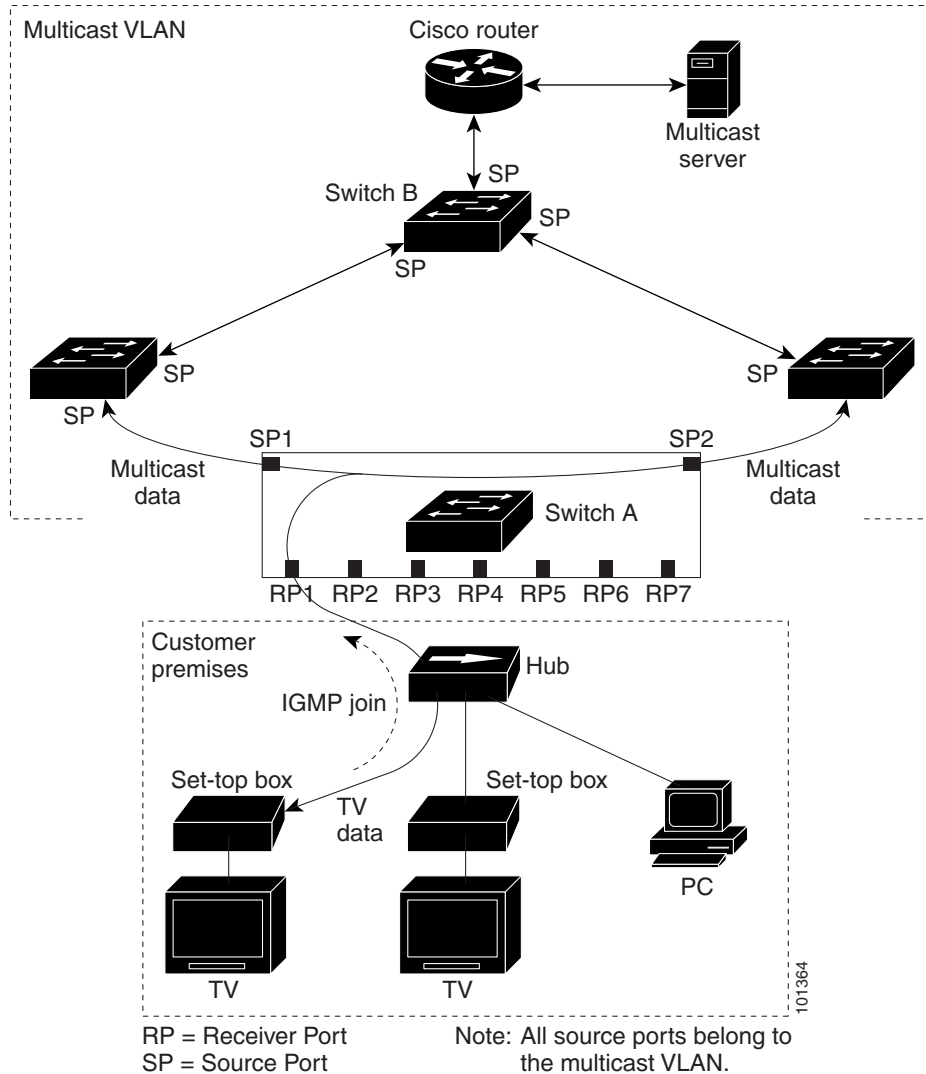 Multicast VLAN
Cisco router
Multicast
server
SP
Switch B
SP
SP
SP
SP
SP
SP1
SP2
Multicast
data
Multicast
data
Switch A
RP1 RP2 RP3 RP4 RP5 RP6 RP7
Customer
premises
Hub
IGMP join
Set-top box
Set-top box
TV
data
PC
TV
TV
101364
RP = Receiver Port
SP = Source Port
Note: All source ports belong to
the multicast VLAN.